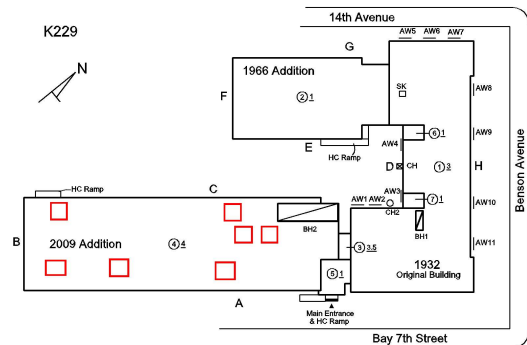 14th Avenue
K229
N
G
AW5 AW6 AW7
1966 Addition
2 1
F
SK
AW8
E
HC Ramp
AW4
6 1
AW9
D
CH
1 3
H
Benson Avenue
HC Ramp
C
AW1 AW2
AW3
CH2
7 1
AW10
BH1
B
2009 Addition
4 4
BH2
3 3.5
AW11
1932
Original Building
5 1
A
Main Entrance
& HC Ramp
Bay 7th Street